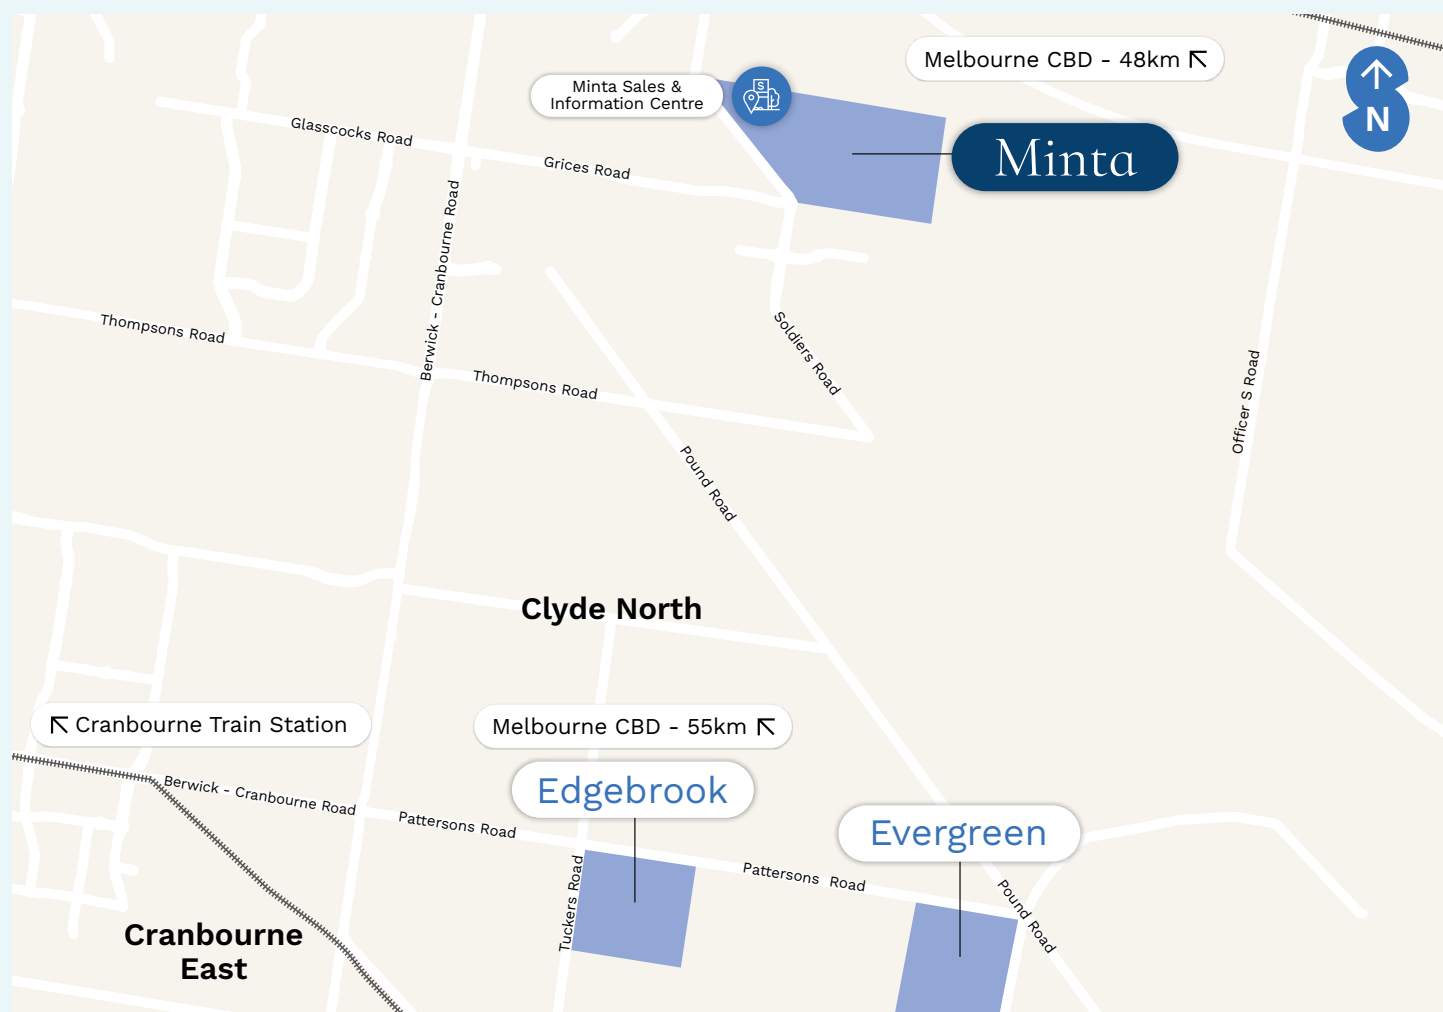 Melbourne CBD - 48km
Minta Sales &
Information Centre
S
N
Minta
Glasscocks Road
Grices Road
Berwick - Cranbourne Road
Thompsons Road
Thompsons Road
Soldiers Road
Officer S Road
Pound Road
Clyde North
Cranbourne Train Station
Melbourne CBD - 55km
Edgebrook
Berwick - Cranbourne Road
Pattersons Road
Evergreen
Pattersons Road
Tuckers Road
Pound Road
Cranbourne
East